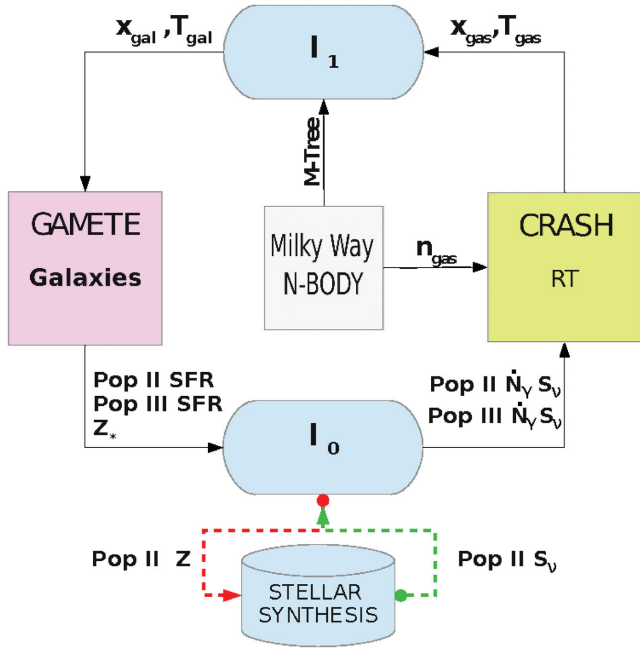 x_gal ,T_gal
I_1
x_gas,T_gas
M-Tree
GAMETE
Galaxies
Milky Way
N-BODY
n_gas
CRASH
RT
Pop II SFR
Pop III SFR
Z_*
I_0
Pop II Ṅ_γ S_ν
Pop III Ṅ_γ S_ν
Pop II Z
STELLAR
SYNTHESIS
Pop II S_ν